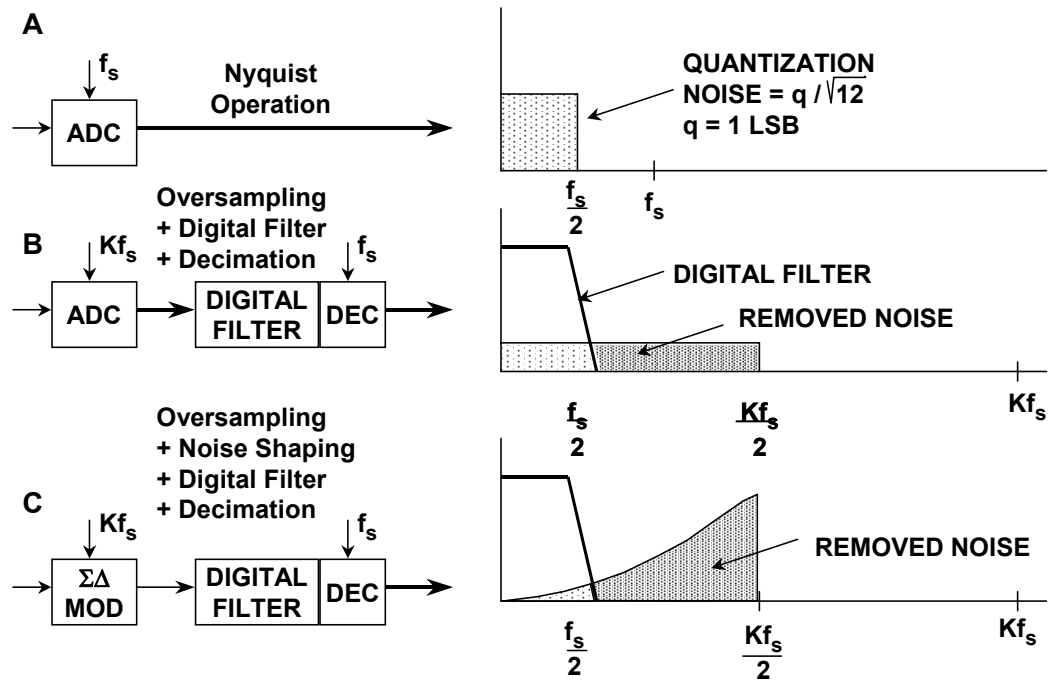 A
fs
ADC
Nyquist
Operation
QUANTIZATION
NOISE = q / √12
q = 1 LSB
fs
2
fs
B
Oversampling
+ Digital Filter
+ Decimation
Kfs
fs
ADC
DIGITAL
FILTER
DEC
DIGITAL FILTER
REMOVED NOISE
fs
2
Kfs
2
Kfs
C
Oversampling
+ Noise Shaping
+ Digital Filter
+ Decimation
Kfs
fs
ΣΔ
MOD
DIGITAL
FILTER
DEC
REMOVED NOISE
fs
2
Kfs
2
Kfs